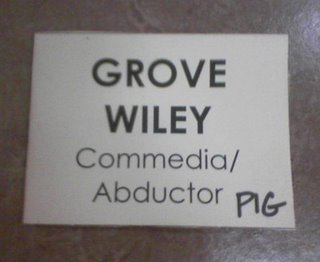 GROVE
WILEY
Commedia/
Abductor PIG